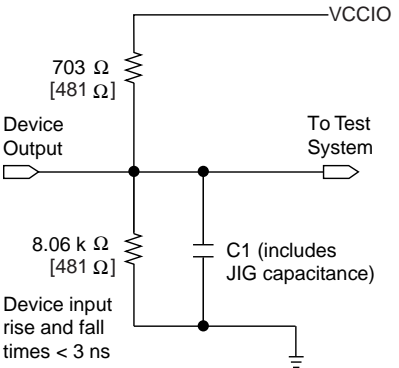 VCCIO
703 Ω
[481 Ω]
Device
Output
To Test
System
8.06 k Ω
[481 Ω]
C1 (includes
JIG capacitance)
Device input
rise and fall
times < 3 ns